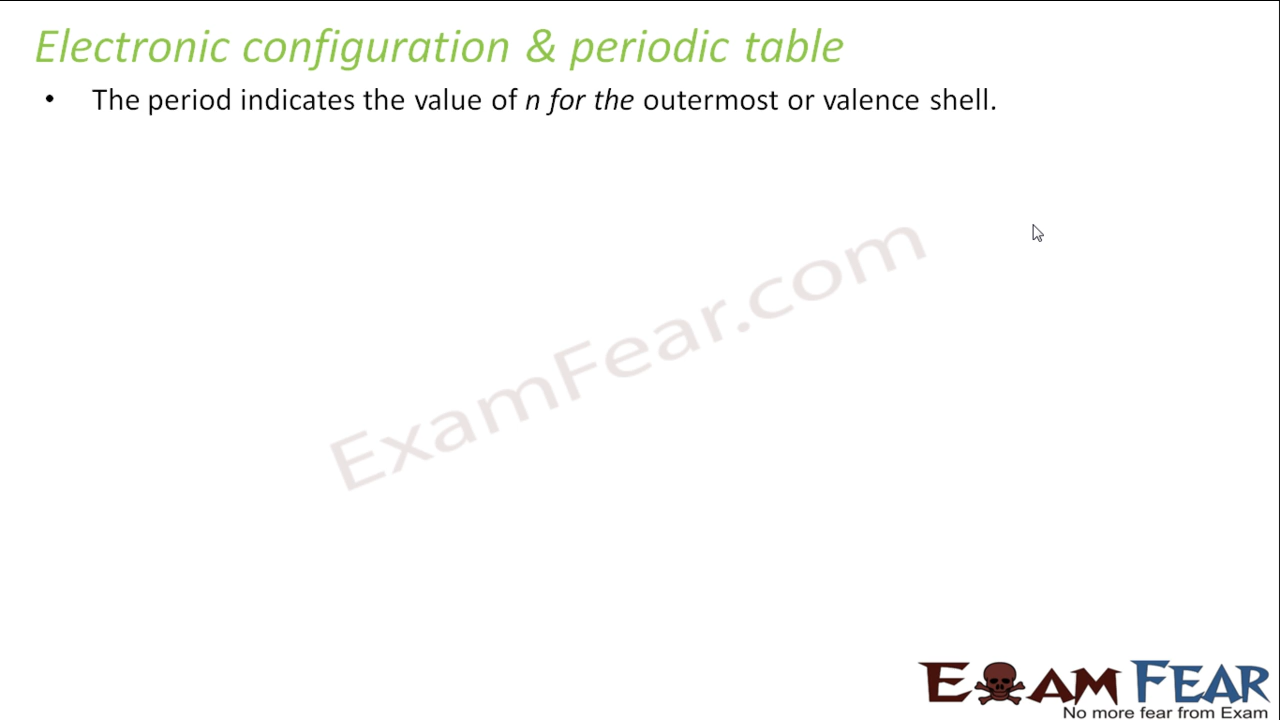 Electronic configuration & periodic table
• The period indicates the value of n for the outermost or valence shell.
ExamFear.com
EXAM FEAR
No more fear from Exam